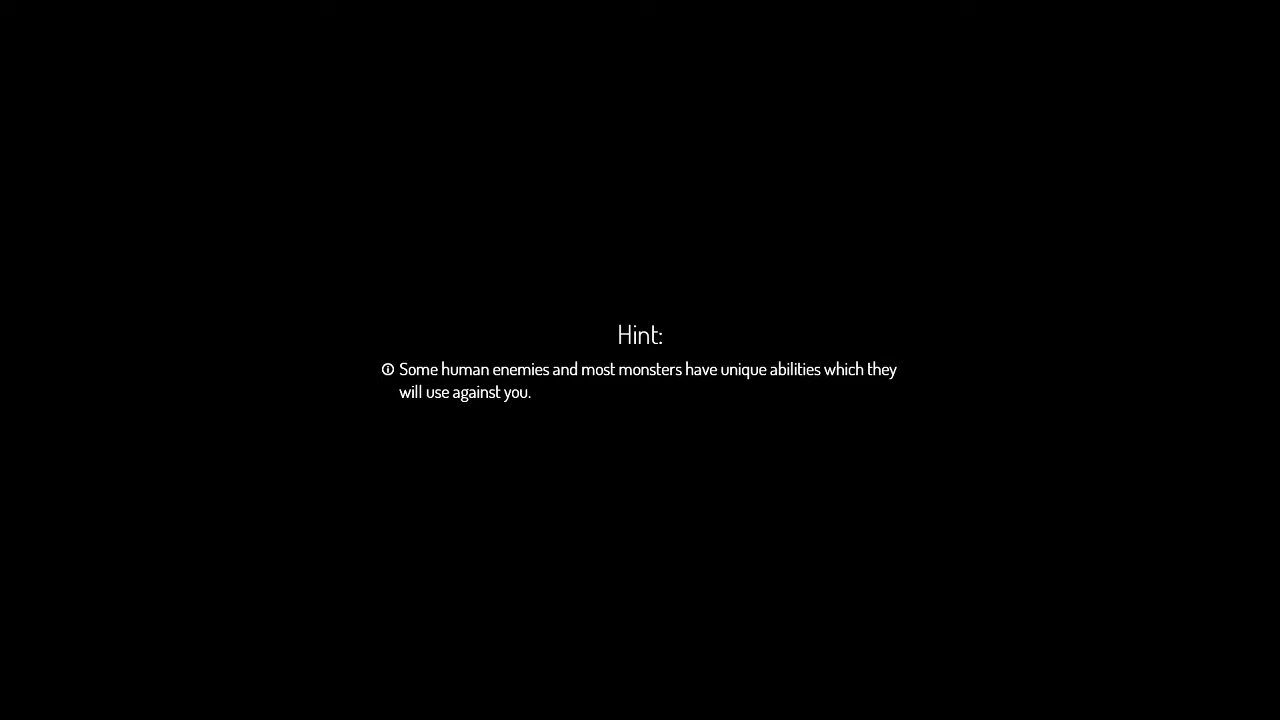 Hint:
Some human enemies and most monsters have unique abilities which they
will use against you.